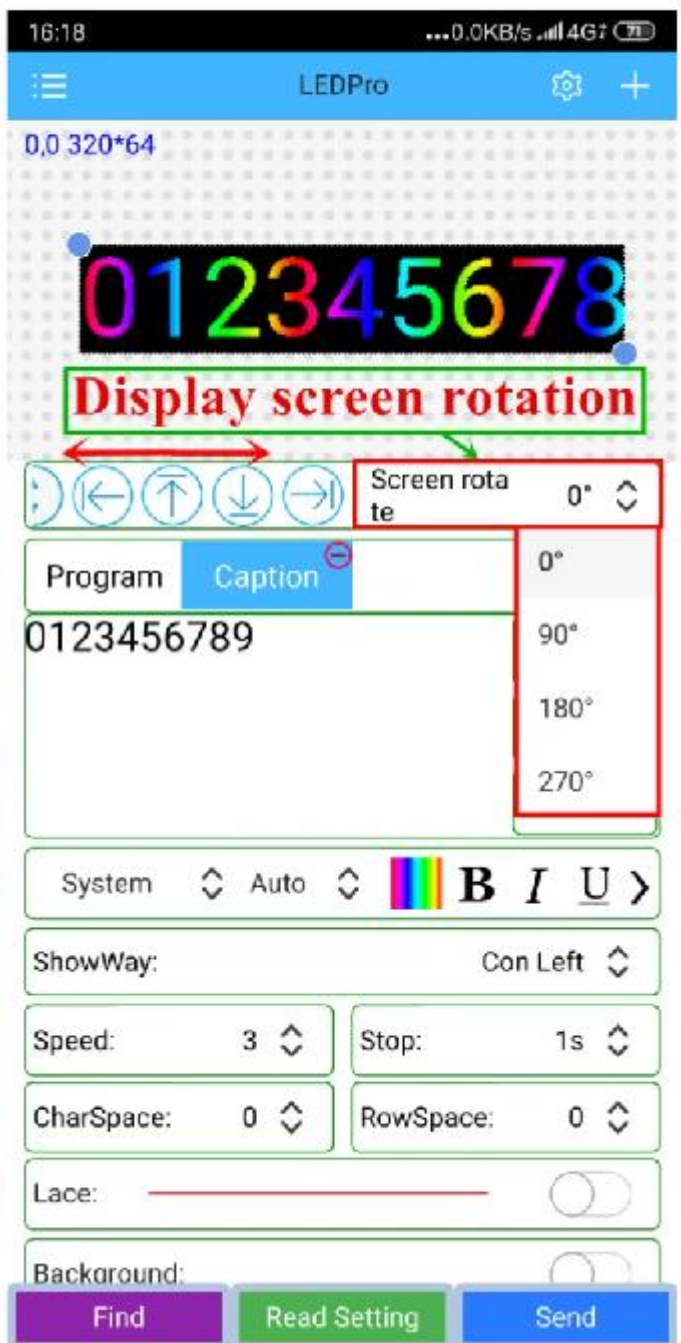 16:18 ...0.0KB/s 4G 71
LEDPro
0,0 320*64
012345678
Display screen rotation
Screen rota
te
0°
0°
90°
180°
270°
Program Caption
0123456789
System Auto B I U
ShowWay: Con Left
Speed: 3 Stop: 1s
CharSpace: 0 RowSpace: 0
Lace:
Background:
Find Read Setting Send